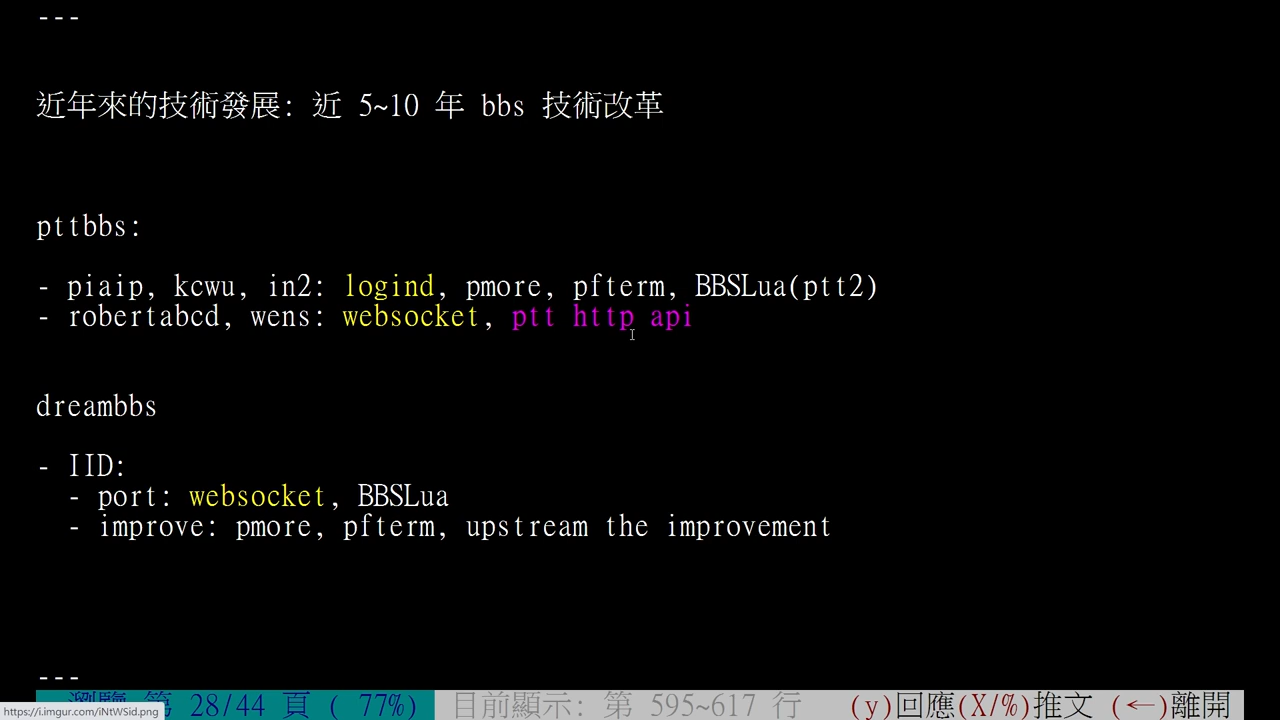 ---
近年來的技術發展: 近 5~10 年 bbs 技術改革
pttbbs:
- piaip, kcwu, in2: logind, pmore, pfterm, BBSLua(ptt2)
- robertabcd, wens: websocket, ptt http api
dreambbs
- IID:
- port: websocket, BBSLua
- improve: pmore, pfterm, upstream the improvement
---
瀏覽 第 28/44 頁 ( 77%) 目前顯示: 第 595~617 行 (y)回應(X/%)推文 (←)離開
https://i.imgur.com/iNtWSid.png